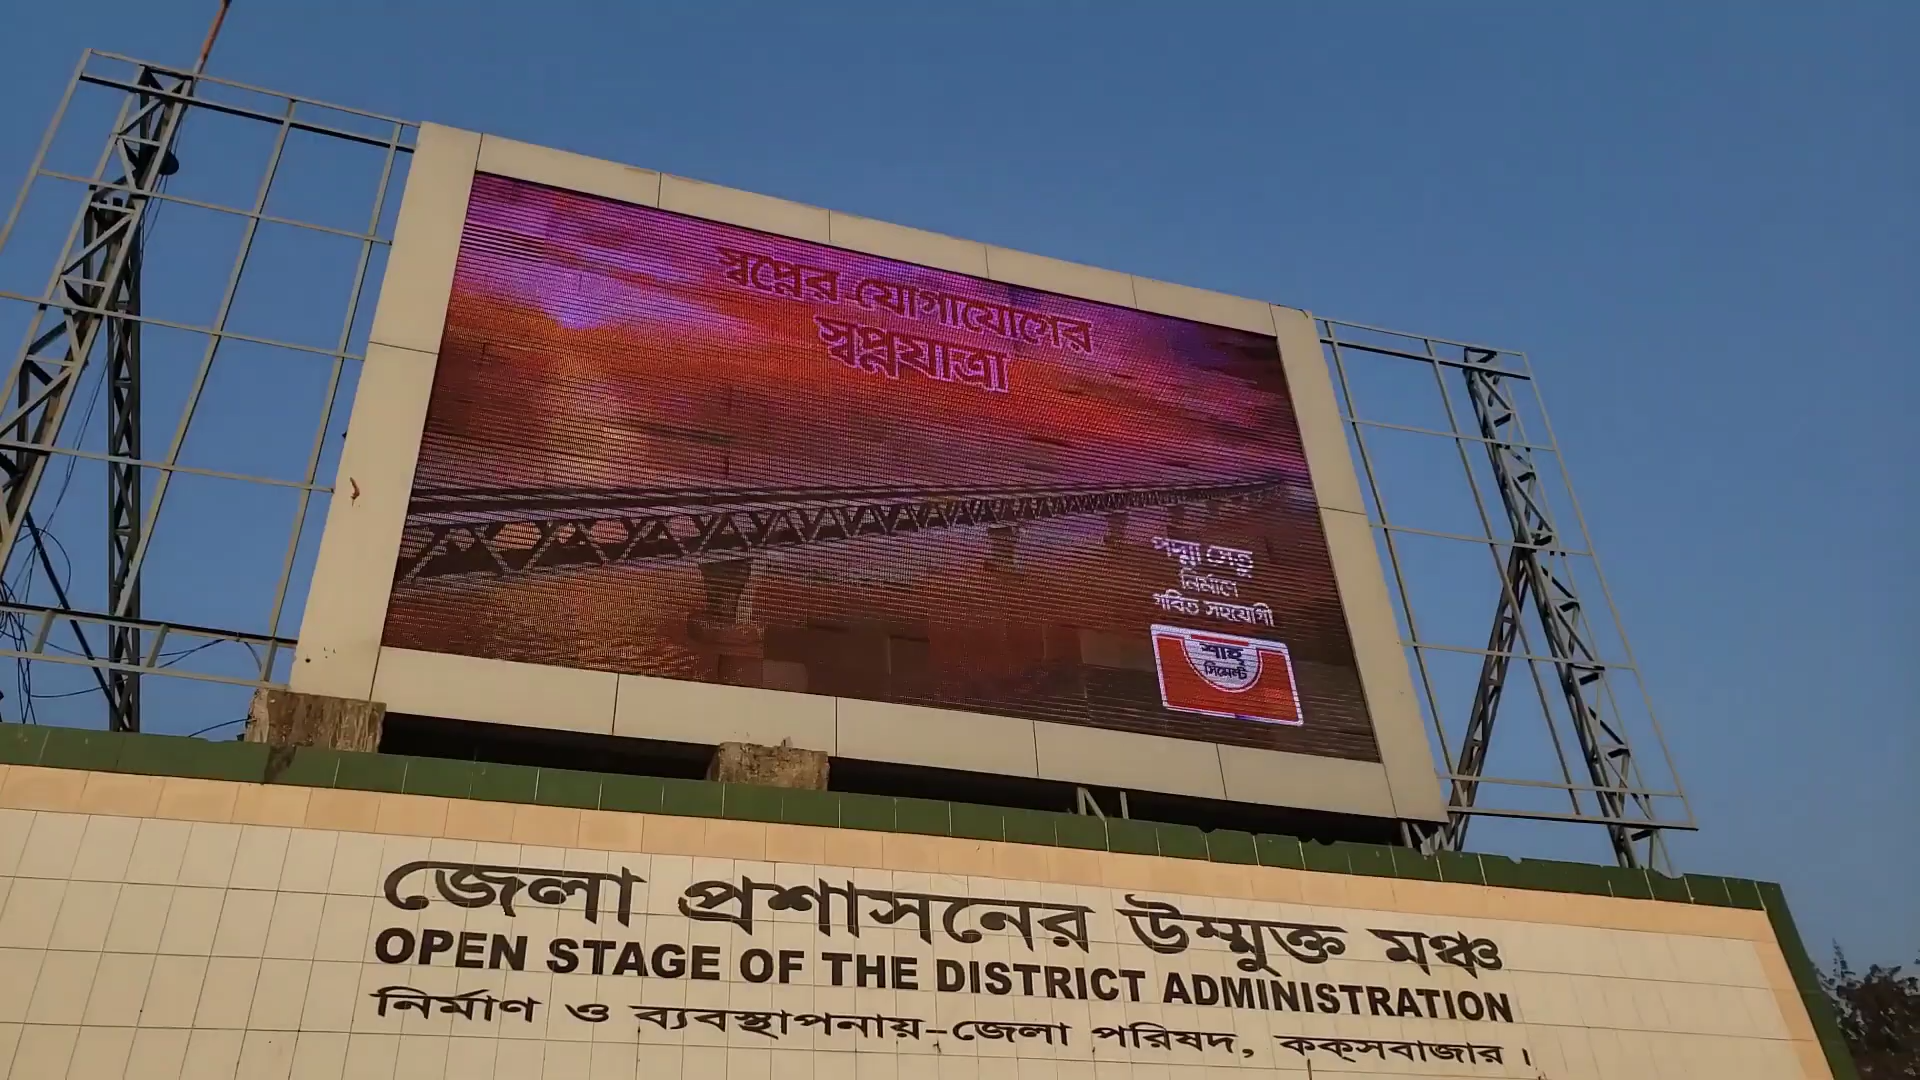 স্বপ্নের যোগাযোগের
স্বপ্নযাত্রা
পদ্মা সেতু
নির্মাণে
গর্বিত সহযোগী
শাহ্
সিমেন্ট
জেলা প্রশাসনের উম্মুক্ত মঞ্চ
OPEN STAGE OF THE DISTRICT ADMINISTRATION
নির্মাণ ও ব্যবস্থাপনায়-জেলা পরিষদ, কক্সবাজার।